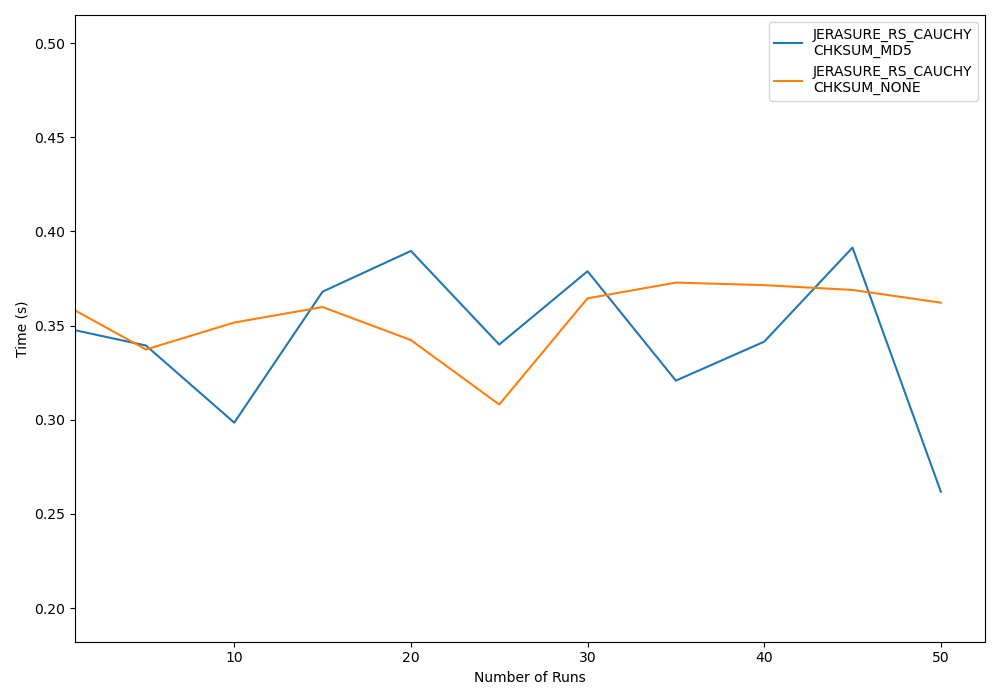 JERASURE_RS_CAUCHY
CHKSUM_MD5
JERASURE_RS_CAUCHY
CHKSUM_NONE
0.50
0.45
0.40
0.35
0.30
0.25
0.20
Time (s)
10
20
30
40
50
Number of Runs